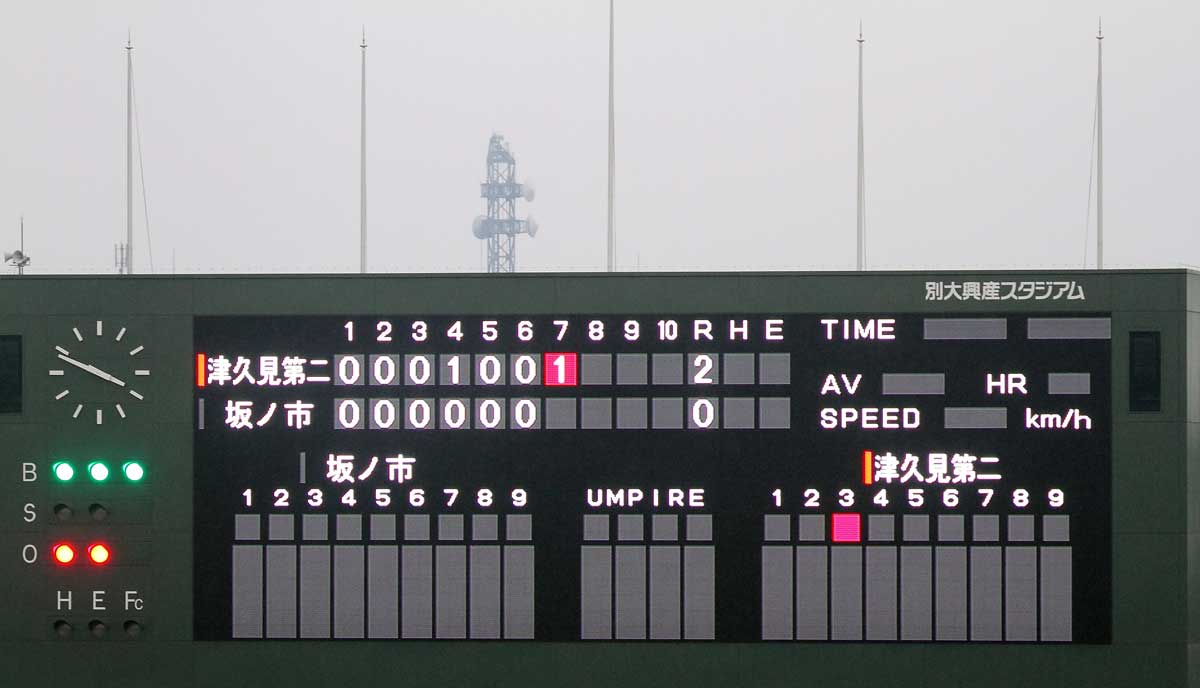 別大興産スタジアム
1 2 3 4 5 6 7 8 9 10 R H E
TIME
津久見第二 0 0 0 1 0 0 1 2
AV HR
坂ノ市 0 0 0 0 0 0 0
SPEED km/h
B
坂ノ市
津久見第二
1 2 3 4 5 6 7 8 9
UMPIRE
1 2 3 4 5 6 7 8 9
S
O
H E Fc